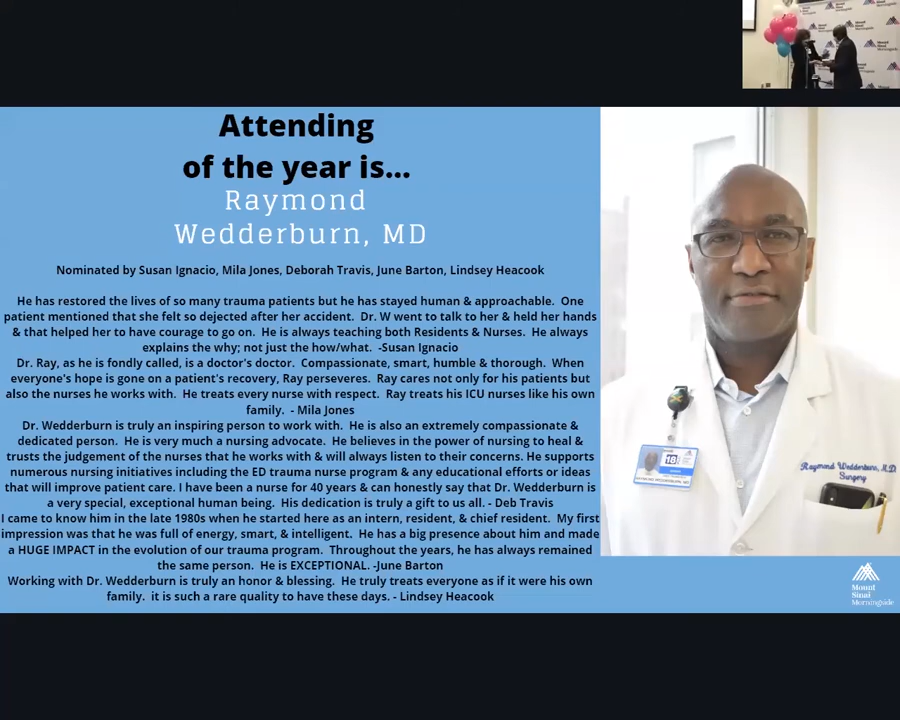 Attending
of the year is...
Raymond
Wedderburn, MD
Nominated by Susan Ignacio, Mila Jones, Deborah Travis, June Barton, Lindsey Heacook
He has restored the lives of so many trauma patients but he has stayed human & approachable. One
patient mentioned that she felt so dejected after her accident. Dr. W went to talk to her & held her hands
& that helped her to have courage to go on. He is always teaching both Residents & Nurses. He always
explains the why; not just the how/what. -Susan Ignacio
Dr. Ray, as he is fondly called, is a doctor's doctor. Compassionate, smart, humble & thorough. When
everyone's hope is gone on a patient's recovery, Ray perseveres. Ray cares not only for his patients but
also the nurses he works with. He treats every nurse with respect. Ray treats his ICU nurses like his own
family. - Mila Jones
Dr. Wedderburn is truly an inspiring person to work with. He is also an extremely compassionate &
dedicated person. He is very much a nursing advocate. He believes in the power of nursing to heal &
trusts the judgement of the nurses that he works with & will always listen to their concerns. He supports
numerous nursing initiatives including the ED trauma nurse program & any educational efforts or ideas
that will improve patient care. I have been a nurse for 40 years & can honestly say that Dr. Wedderburn is
a very special, exceptional human being. His dedication is truly a gift to us all. - Deb Travis
I came to know him in the late 1980s when he started here as an intern, resident, & chief resident. My first
impression was that he was full of energy, smart, & intelligent. He has a big presence about him and made
a HUGE IMPACT in the evolution of our trauma program. Throughout the years, he has always remained
the same person. He is EXCEPTIONAL. -June Barton
Working with Dr. Wedderburn is truly an honor & blessing. He truly treats everyone as if it were his own
family. it is such a rare quality to have these days. - Lindsey Heacook
Raymond Wedderburn, M.D
Surgery
Mount
Sinai
Morningside
Mount
Sinai
Morningside